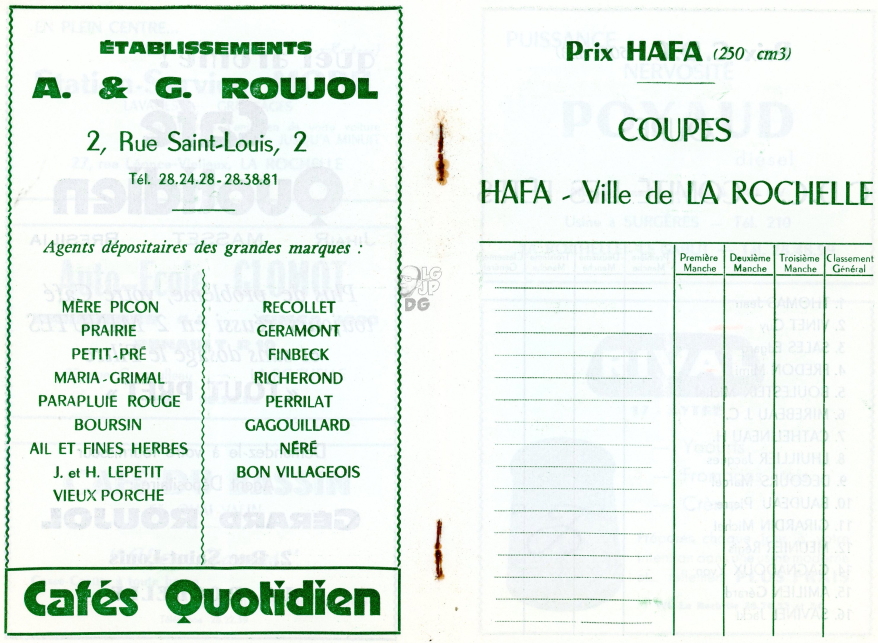 ÉTABLISSEMENTS
A. & G. ROUJOL
2, Rue Saint-Louis, 2
Tél. 28.24.28 - 28.38.81
Agents dépositaires des grandes marques :
MÈRE PICON
PRAIRIE
PETIT-PRÉ
MARIA-GRIMAL
PARAPLUIE ROUGE
BOURSIN
AIL ET FINES HERBES
J. et H. LEPETIT
VIEUX PORCHE
RECOLLET
GERAMONT
FINBECK
RICHEROND
PERRILAT
GAGOUILLARD
NÉRÉ
BON VILLAGEOIS
Cafés Quotidien
Prix HAFA (250 cm3)
COUPES
HAFA - Ville de LA ROCHELLE
Première Manche
Deuxième Manche
Troisième Manche
Classement Général